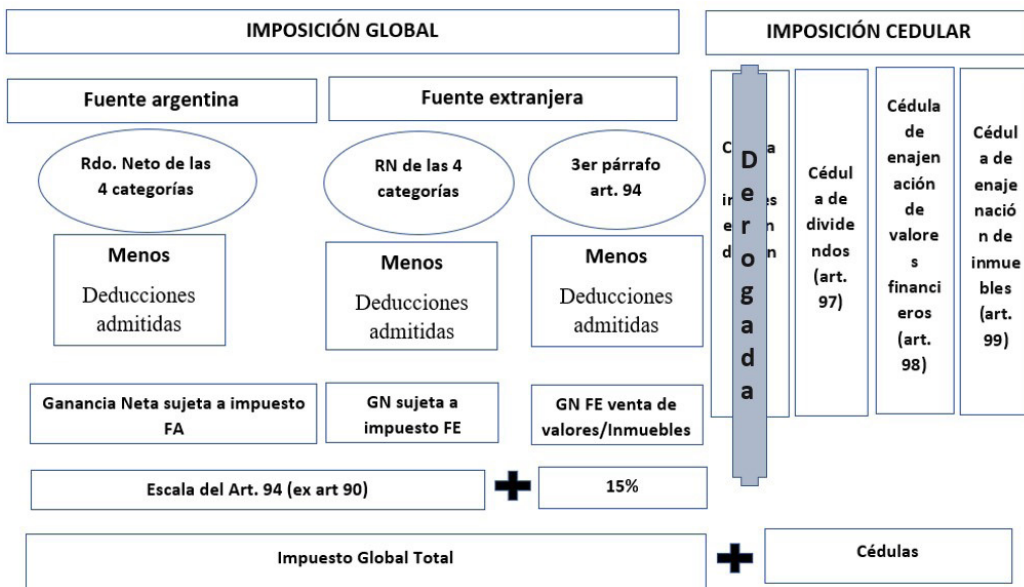 IMPOSICIÓN GLOBAL
IMPOSICIÓN CEDULAR
Fuente argentina
Fuente extranjera
Rdo. Neto de las
4 categorías
RN de las 4
categorías
3er párrafo
art. 94
Menos
Deducciones
admitidas
Menos
Deducciones
admitidas
Menos
Deducciones
admitidas
Ganancia Neta sujeta a impuesto
FA
GN sujeta a
impuesto FE
GN FE venta de
valores/Inmuebles
Escala del Art. 94 (ex art 90)
15%
Impuesto Global Total
D
e
r
o
g
a
d
a
Cédul
a de
divide
ndos
(art.
97)
Cédula
de
enajen
ación
de
valore
s
financi
eros
(art.
98)
Cédul
a de
enaje
nació
n de
inmue
bles
(art.
99)
Cédulas